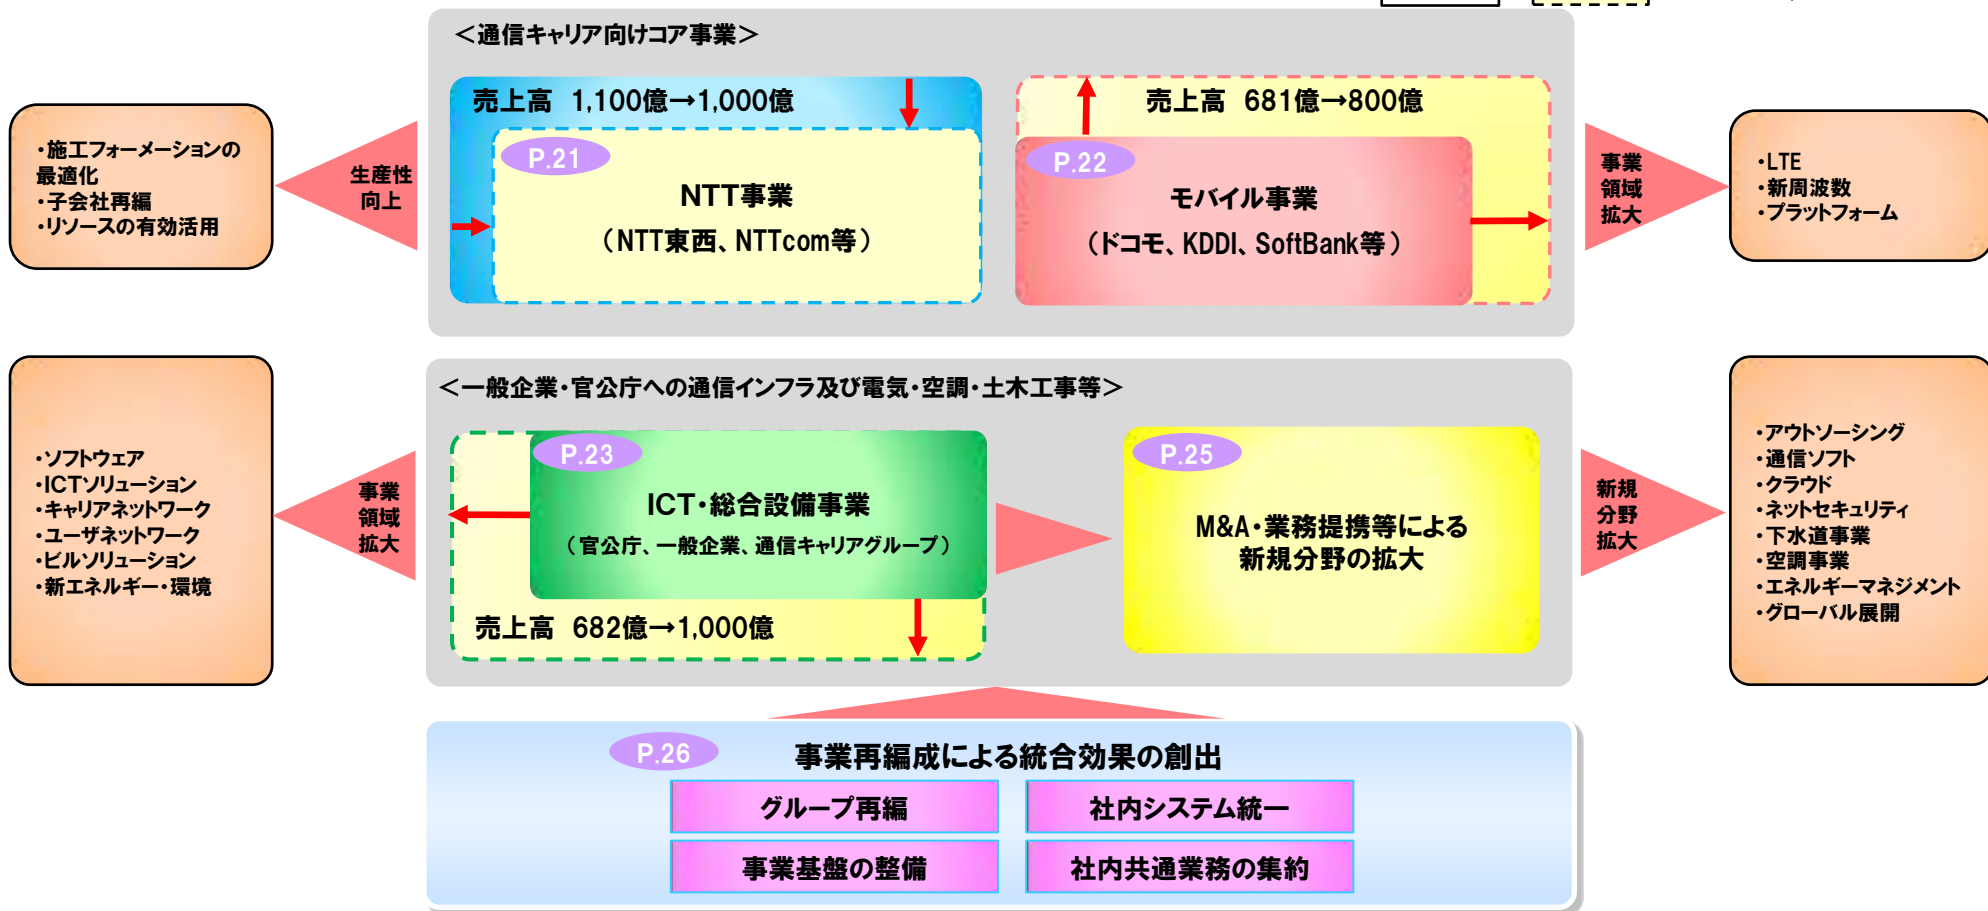 ＜通信キャリア向けコア事業＞
売上高 1,100億→1,000億
P.21
NTT事業
（NTT東西、NTTcom等）
売上高 681億→800億
P.22
モバイル事業
（ドコモ、KDDI、SoftBank等）
・施工フォーメーションの
最適化
・子会社再編
・リソースの有効活用
生産性
向上
事業
領域
拡大
・LTE
・新周波数
・プラットフォーム
＜一般企業・官公庁への通信インフラ及び電気・空調・土木工事等＞
・ソフトウェア
・ICTソリューション
・キャリアネットワーク
・ユーザネットワーク
・ビルソリューション
・新エネルギー・環境
事業
領域
拡大
P.23
ICT・総合設備事業
（官公庁、一般企業、通信キャリアグループ）
売上高 682億→1,000億
P.25
M&A・業務提携等による
新規分野の拡大
新規
分野
拡大
・アウトソーシング
・通信ソフト
・クラウド
・ネットセキュリティ
・下水道事業
・空調事業
・エネルギーマネジメント
・グローバル展開
P.26
事業再編成による統合効果の創出
グループ再編
社内システム統一
事業基盤の整備
社内共通業務の集約